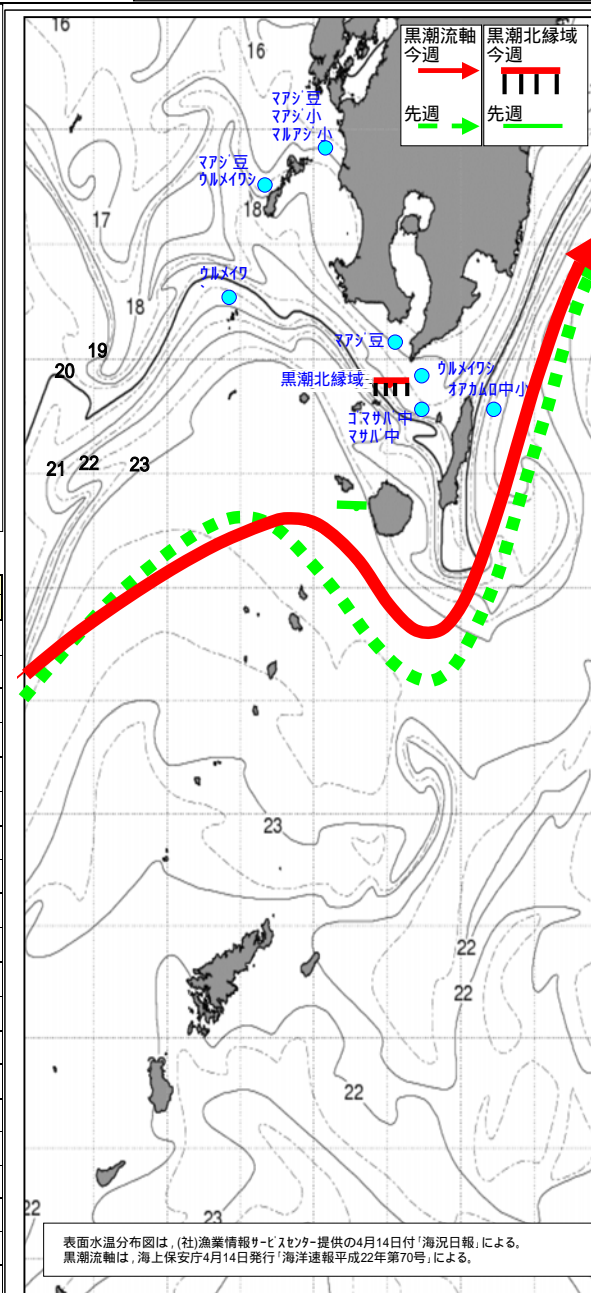 黒潮流軸
今週
先週
黒潮北縁域
今週
先週
16
16
マアジ 豆
マアジ 小
マルアジ 小
マアジ 豆
ウルメイワシ
18
17
18
ウルメイワ
マアジ 豆
19
20
黒潮北縁域
ウルメイワシ
オアカムロ中小
ゴマサバ 中
マサバ 中
21
22
23
23
22
22
22
22
23
表面水温分布図は，(社)漁業情報サービスセンター提供の4月14日付「海況日報」による。
黒潮流軸は，海上保安庁4月14日発行「海洋速報平成22年第70号」による。